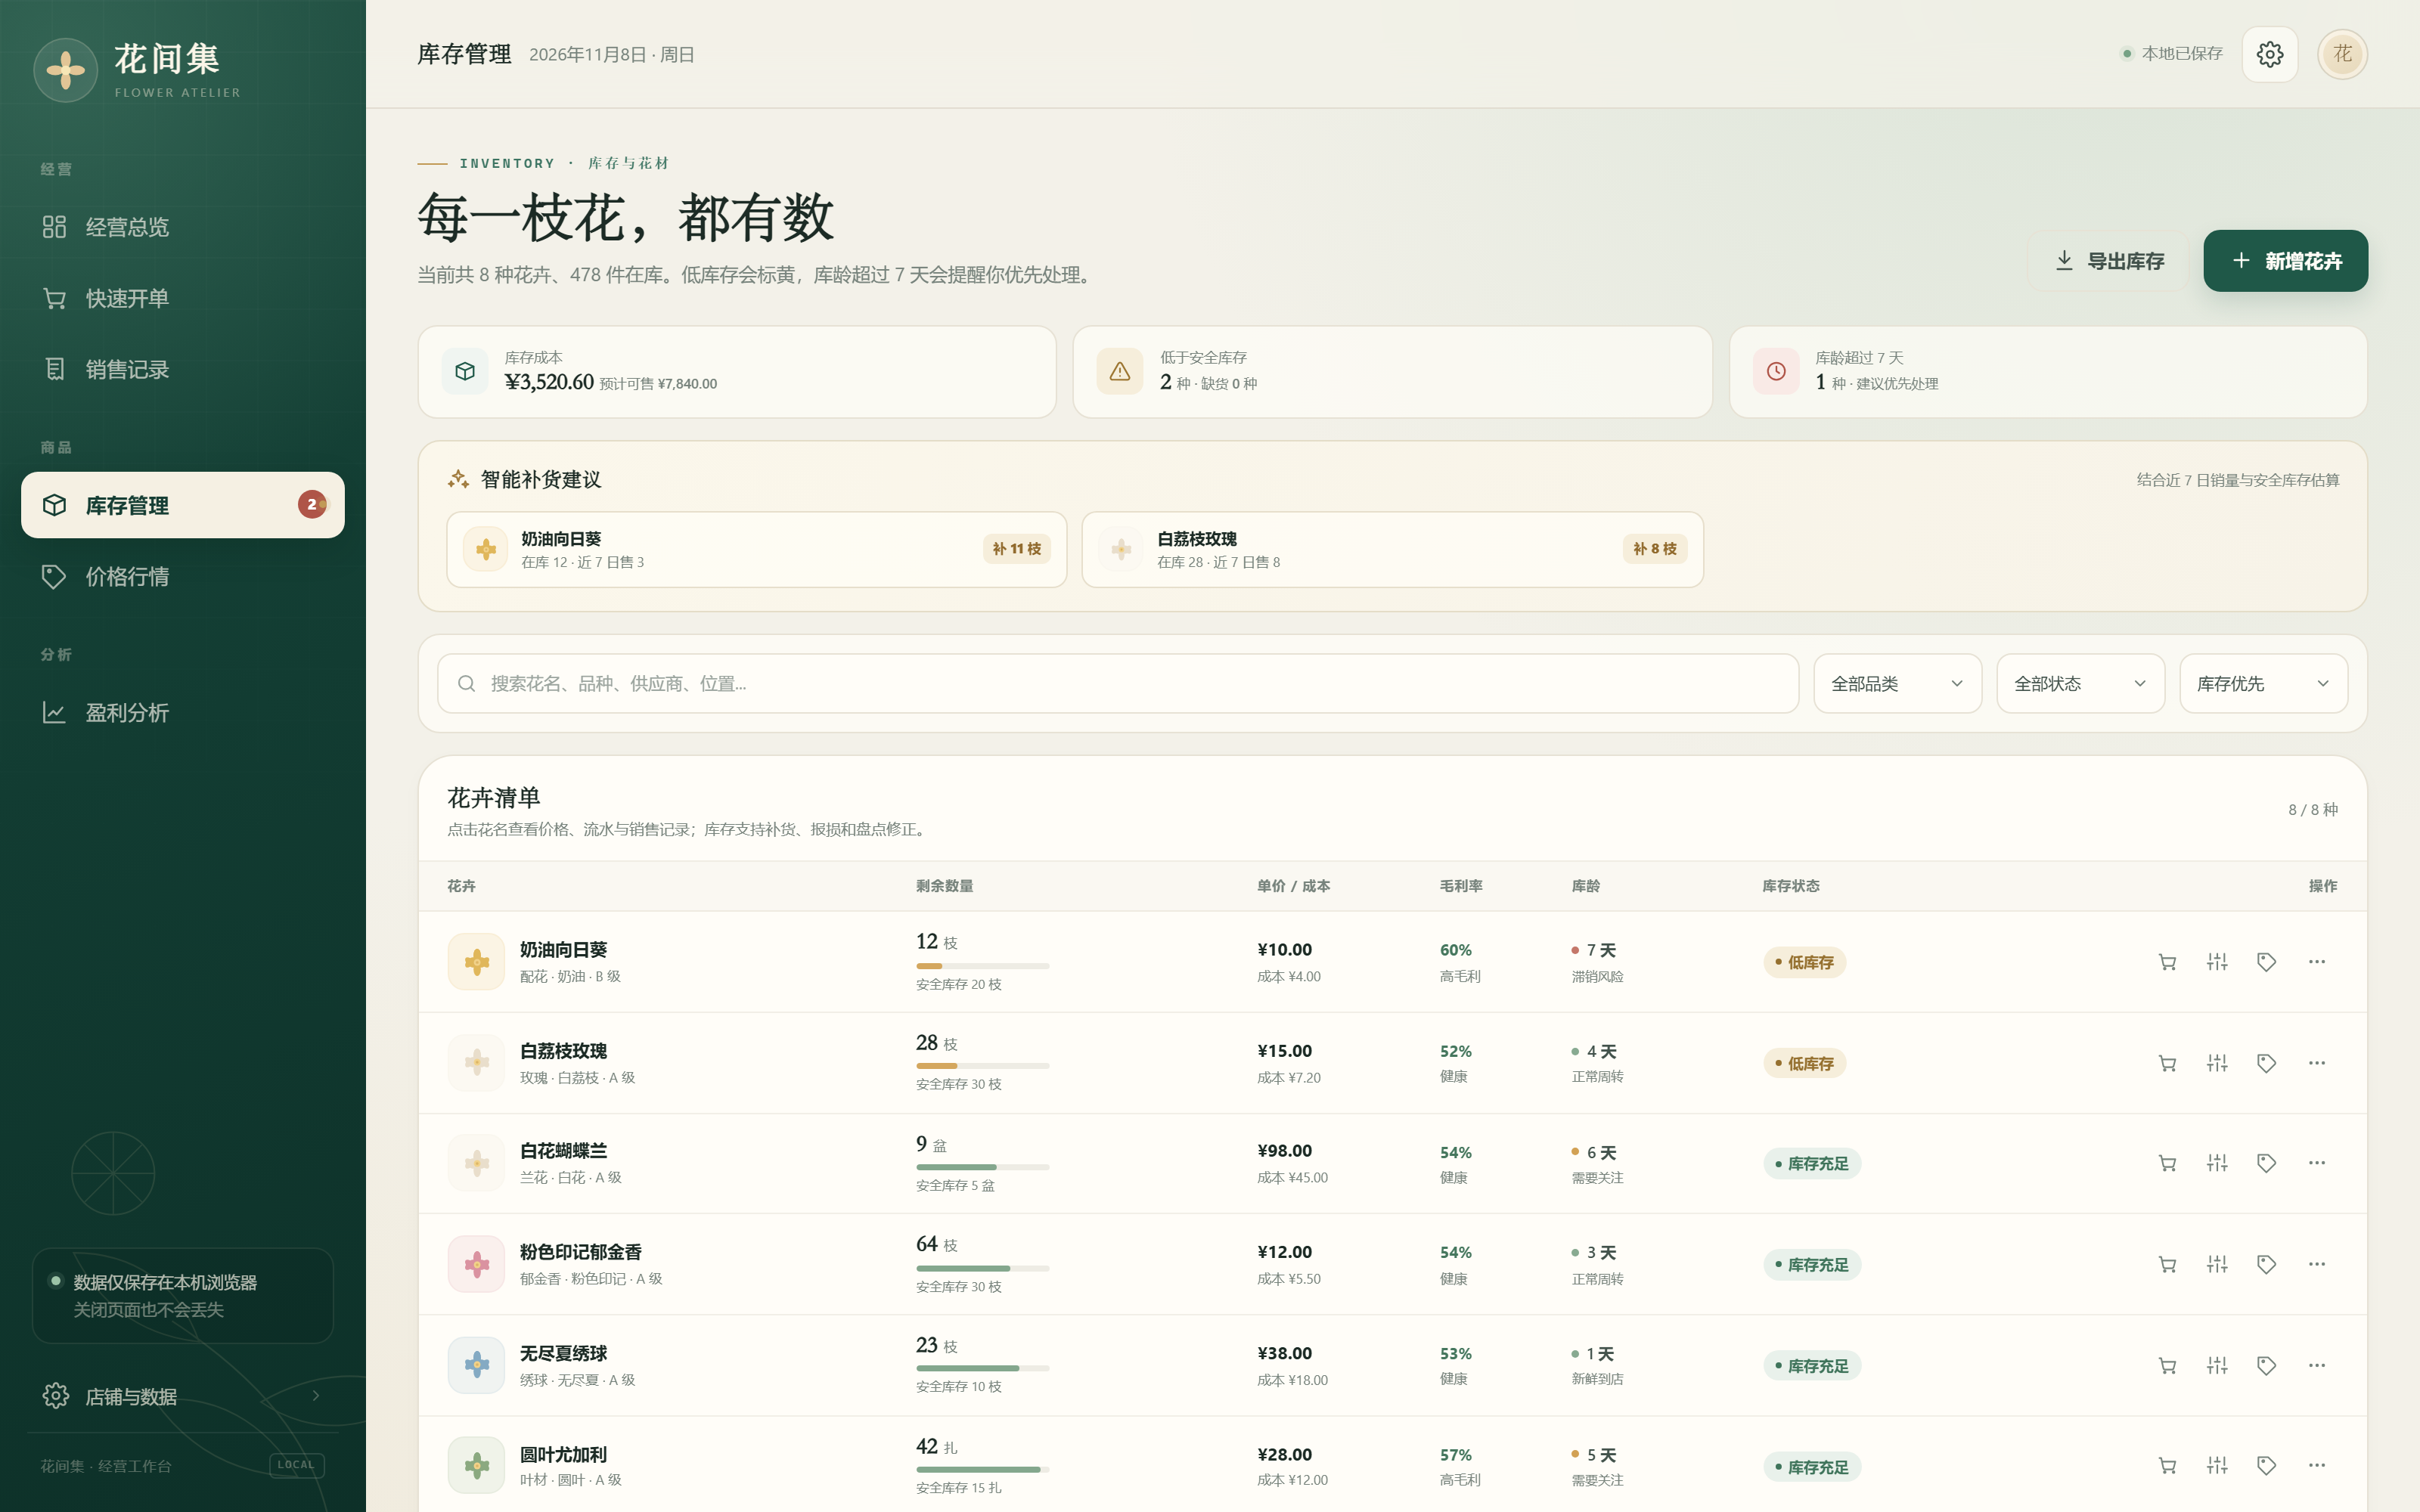 花间集
FLOWER ATELIER
经营
经营总览
快速开单
销售记录
商品
库存管理
2
价格行情
分析
盈利分析
数据仅保存在本机浏览器
关闭页面也不会丢失
店铺与数据
花间集 · 经营工作台
LOCAL
库存管理 2026年11月8日 · 周日
本地已保存
花
INVENTORY · 库存与花材
每一枝花，都有数
当前共 8 种花卉、478 件在库。低库存会标黄，库龄超过 7 天会提醒你优先处理。
导出库存
新增花卉
库存成本
¥3,520.60 预计可售 ¥7,840.00
低于安全库存
2 种 · 缺货 0 种
库龄超过 7 天
1 种 · 建议优先处理
智能补货建议
结合近 7 日销量与安全库存估算
奶油向日葵
在库 12 · 近 7 日售 3
补 11 枝
白荔枝玫瑰
在库 28 · 近 7 日售 8
补 8 枝
搜索花名、品种、供应商、位置...
全部品类
全部状态
库存优先
花卉清单
点击花名查看价格、流水与销售记录；库存支持补货、报损和盘点修正。
8 / 8 种
花卉 剩余数量 单价 / 成本 毛利率 库龄 库存状态 操作
奶油向日葵
配花 · 奶油 · B 级
12 枝
安全库存 20 枝
¥10.00
成本 ¥4.00
60%
高毛利
7 天
滞销风险
低库存
白荔枝玫瑰
玫瑰 · 白荔枝 · A 级
28 枝
安全库存 30 枝
¥15.00
成本 ¥7.20
52%
健康
4 天
正常周转
低库存
白花蝴蝶兰
兰花 · 白花 · A 级
9 盆
安全库存 5 盆
¥98.00
成本 ¥45.00
54%
健康
6 天
需要关注
库存充足
粉色印记郁金香
郁金香 · 粉色印记 · A 级
64 枝
安全库存 30 枝
¥12.00
成本 ¥5.50
54%
健康
3 天
正常周转
库存充足
无尽夏绣球
绣球 · 无尽夏 · A 级
23 枝
安全库存 10 枝
¥38.00
成本 ¥18.00
53%
健康
1 天
新鲜到店
库存充足
圆叶尤加利
叶材 · 圆叶 · A 级
42 扎
安全库存 15 扎
¥28.00
成本 ¥12.00
57%
高毛利
5 天
需要关注
库存充足